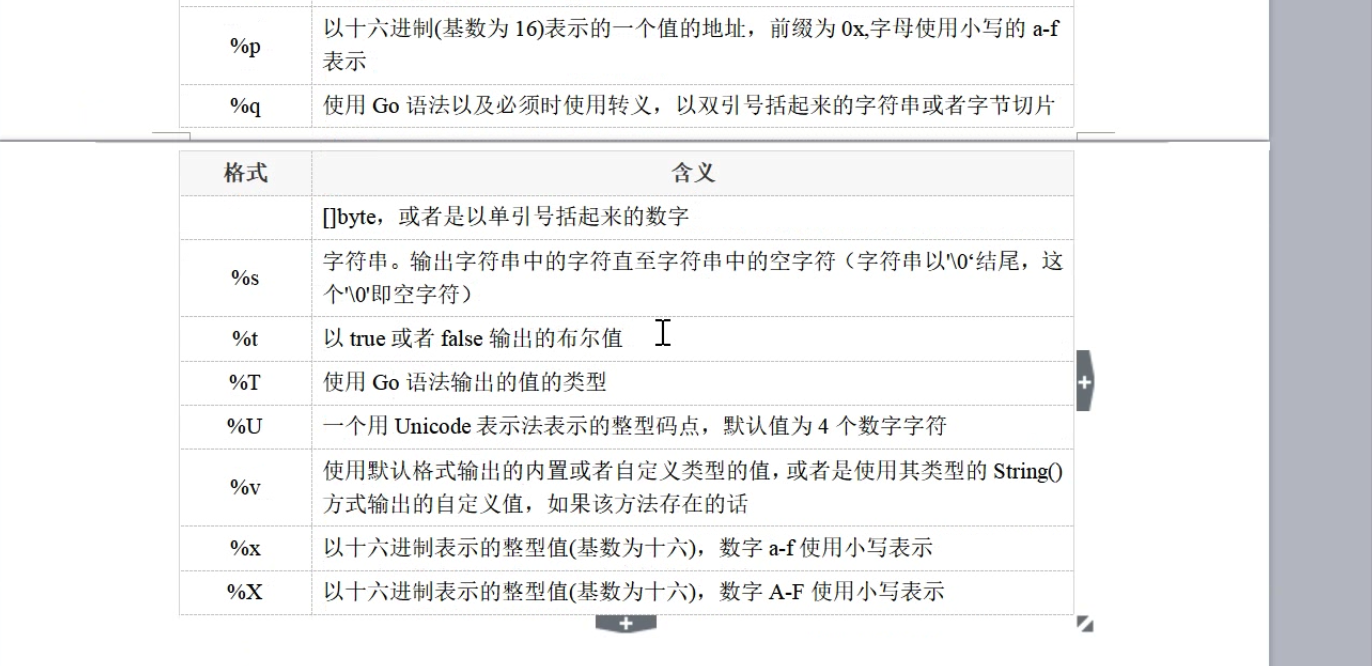 %p
以十六进制(基数为 16)表示的一个值的地址，前缀为 0x,字母使用小写的 a-f
表示
%q
使用 Go 语法以及必须时使用转义，以双引号括起来的字符串或者字节切片
格式
含义
[]byte，或者是以单引号括起来的数字
%s
字符串。输出字符串中的字符直至字符串中的空字符（字符串以'\0‘结尾，这
个'\0'即空字符）
%t
以 true 或者 false 输出的布尔值
%T
使用 Go 语法输出的值的类型
%U
一个用 Unicode 表示法表示的整型码点，默认值为 4 个数字字符
%v
使用默认格式输出的内置或者自定义类型的值，或者是使用其类型的 String()
方式输出的自定义值，如果该方法存在的话
%x
以十六进制表示的整型值(基数为十六)，数字 a-f 使用小写表示
%X
以十六进制表示的整型值(基数为十六)，数字 A-F 使用小写表示